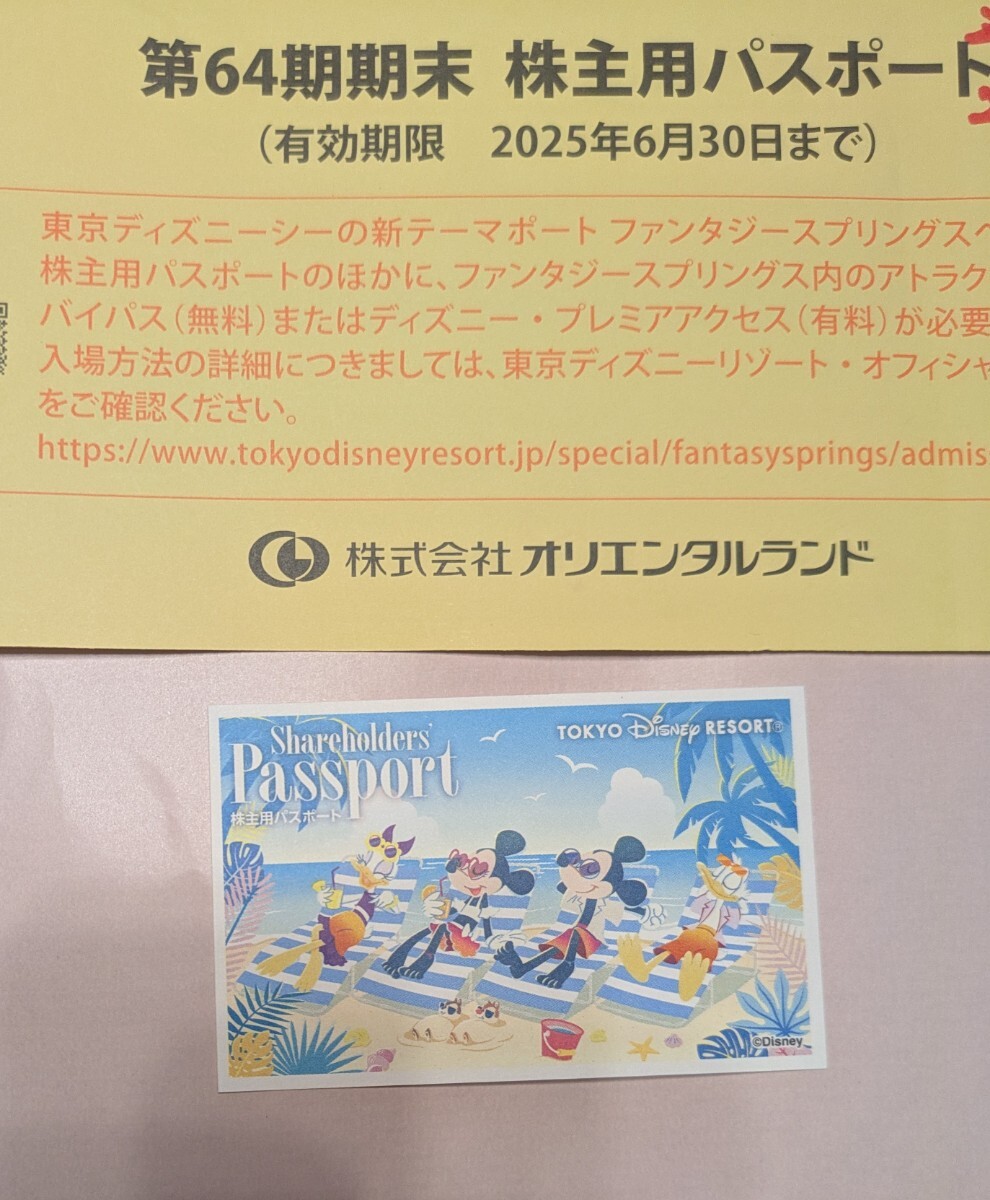 第64期期末 株主用パスポート
(有効期限 2025年6月30日まで)
東京ディズニーシーの新テーマポート ファンタジースプリングスへ
株主用パスポートのほかに、ファンタジースプリングス内のアトラク
バイパス(無料)またはディズニー・プレミアアクセス(有料)が必要
入場方法の詳細につきましては、東京ディズニーリゾート・オフィシャ
をご確認ください。
https://www.tokyodisneyresort.jp/special/fantasysprings/admis
株式会社 オリエンタルランド
Shareholders'
Passport
株主用パスポート
TOKYO Disney RESORT®
©Disney